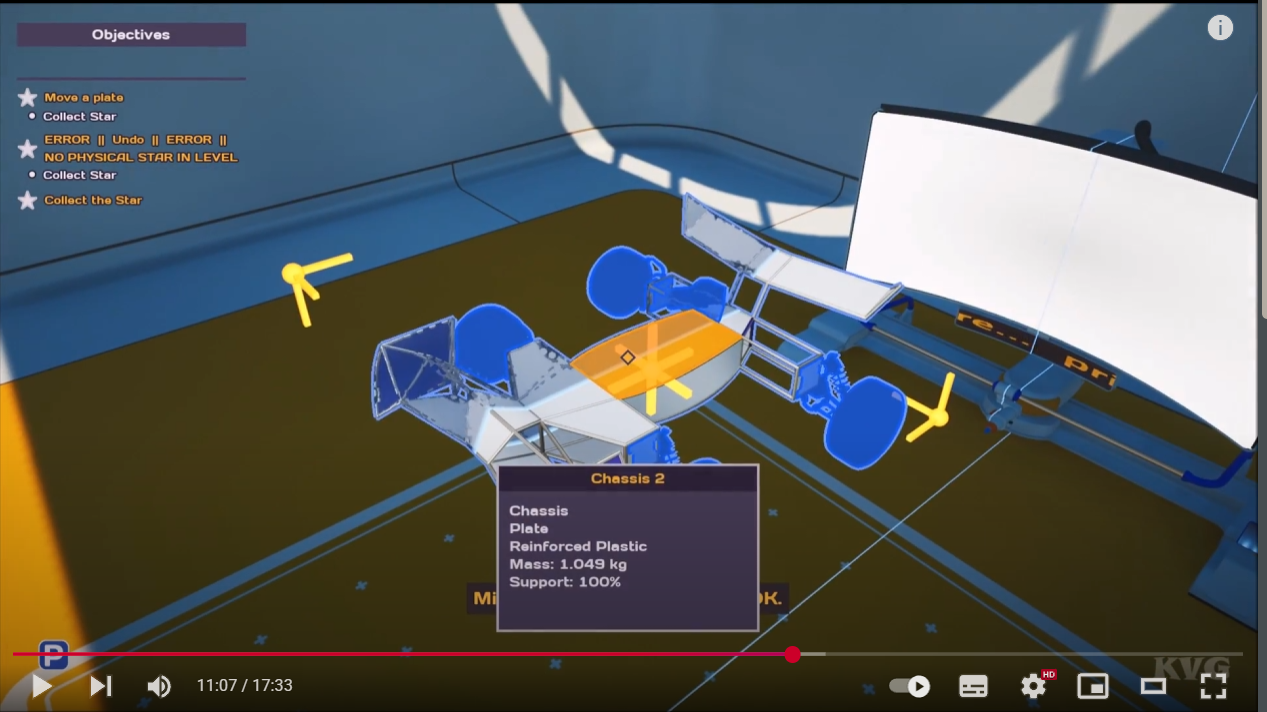 Objectives
Move a plate
Collect Star
ERROR || Undo || ERROR ||
NO PHYSICAL STAR IN LEVEL
Collect Star
Collect the Star
re... pri
Chassis 2
Chassis
Plate
Reinforced Plastic
Mass: 1.049 kg
Support: 100%
Mi
OK.
P
KVG
11:07 / 17:33
HD